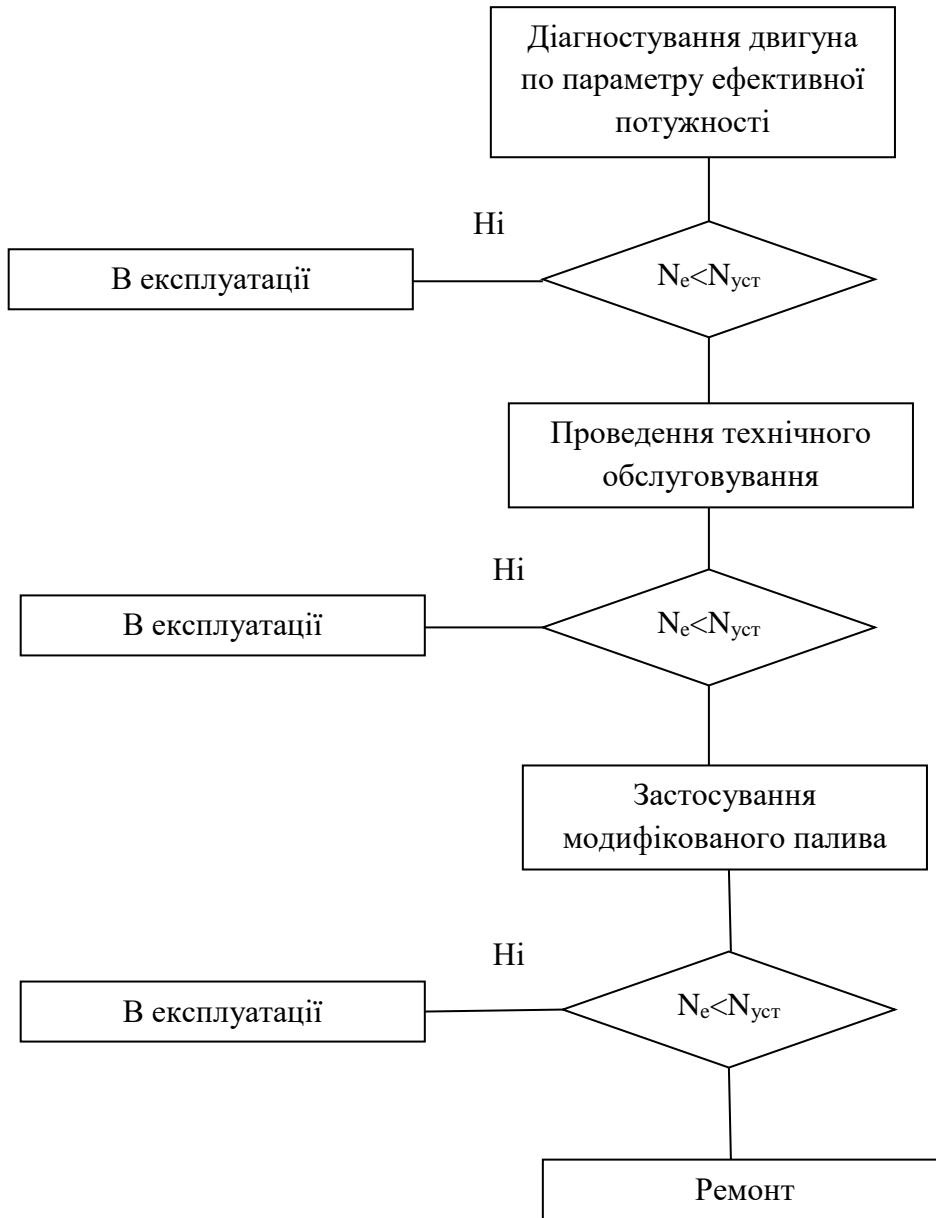 Діагностування двигуна
по параметру ефективної
потужності
Ні
В експлуатації
Nе<Nуст
Проведення технічного
обслуговування
Ні
В експлуатації
Nе<Nуст
Застосування
модифікованого палива
Ні
В експлуатації
Nе<Nуст
Ремонт